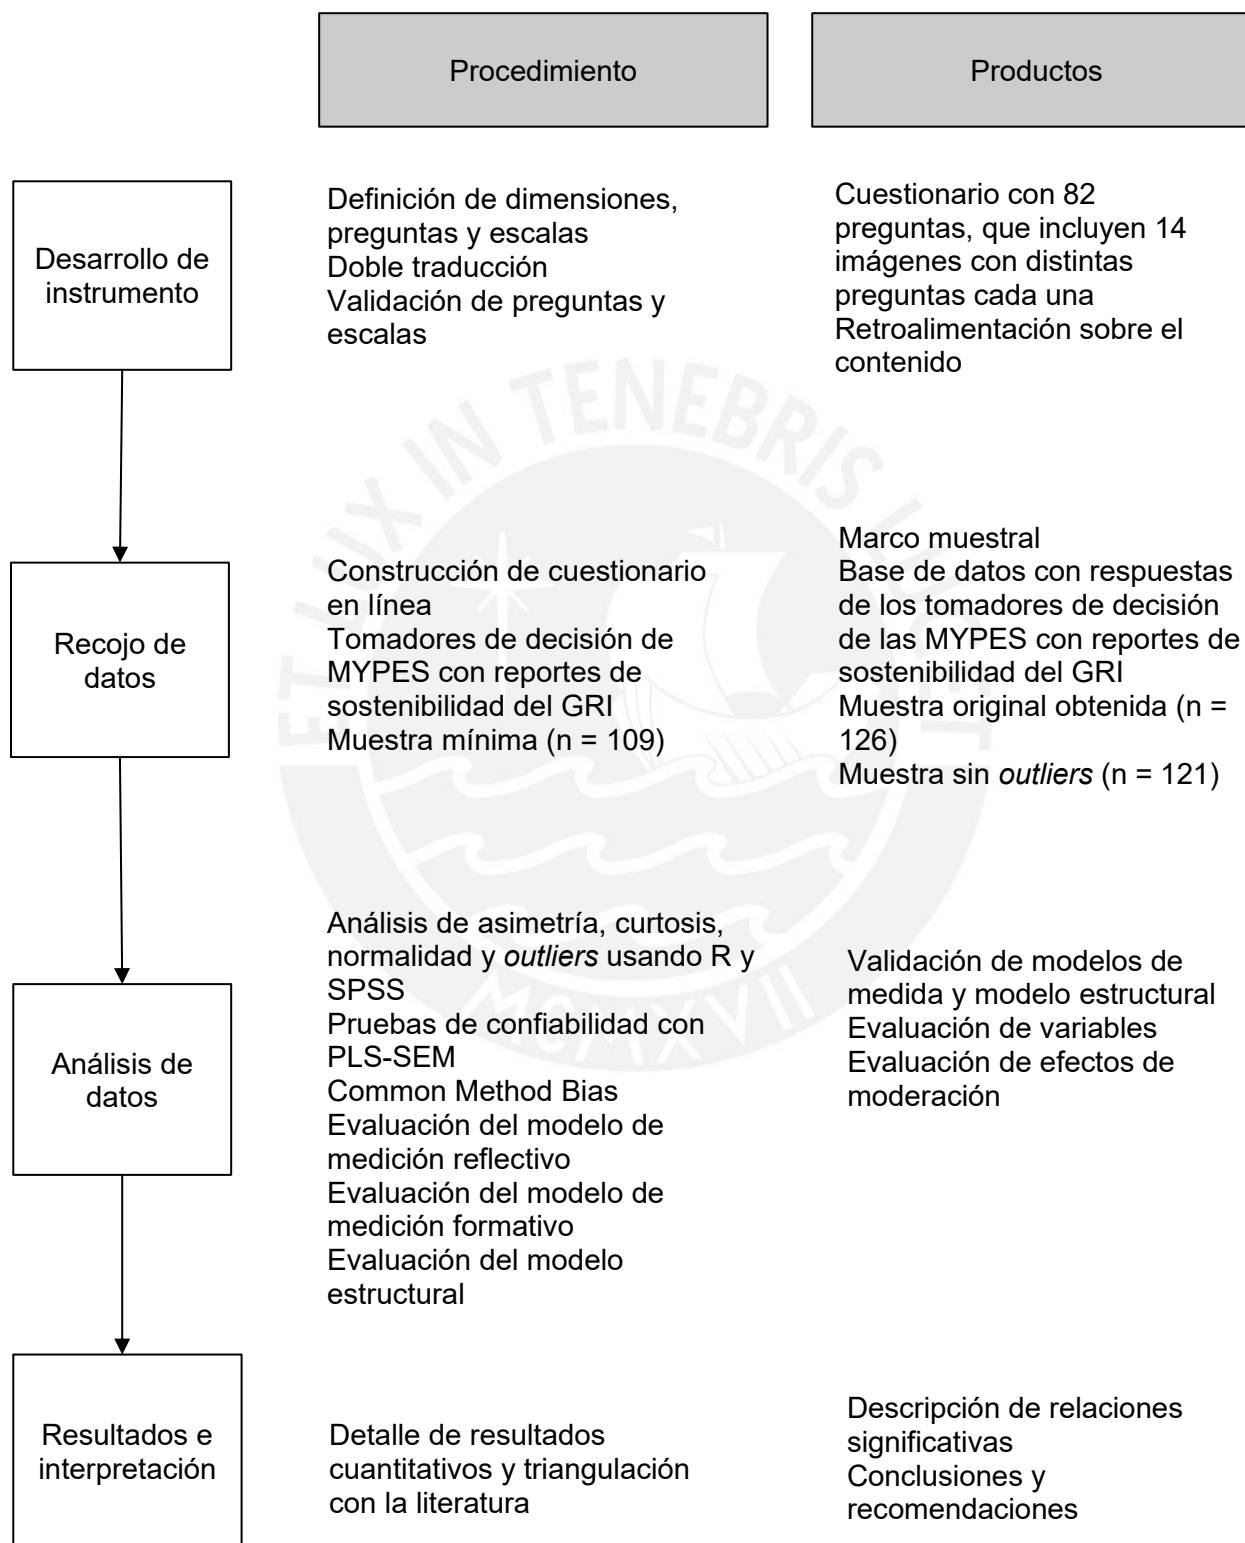 Procedimiento
Productos
Desarrollo de
instrumento
Definición de dimensiones,
preguntas y escalas
Doble traducción
Validación de preguntas y
escalas
Cuestionario con 82
preguntas, que incluyen 14
imágenes con distintas
preguntas cada una
Retroalimentación sobre el
contenido
Recojo de
datos
Construcción de cuestionario
en línea
Tomadores de decisión de
MYPES con reportes de
sostenibilidad del GRI
Muestra mínima (n = 109)
Marco muestral
Base de datos con respuestas
de los tomadores de decisión
de las MYPES con reportes de
sostenibilidad del GRI
Muestra original obtenida (n =
126)
Muestra sin outliers (n = 121)
Análisis de
datos
Análisis de asimetría, curtosis,
normalidad y outliers usando R y
SPSS
Pruebas de confiabilidad con
PLS-SEM
Common Method Bias
Evaluación del modelo de
medición reflectivo
Evaluación del modelo de
medición formativo
Evaluación del modelo
estructural
Validación de modelos de
medida y modelo estructural
Evaluación de variables
Evaluación de efectos de
moderación
Resultados e
interpretación
Detalle de resultados
cuantitativos y triangulación
con la literatura
Descripción de relaciones
significativas
Conclusiones y
recomendaciones
ET LUX IN TENEBRIS LUCET
MCMXVII